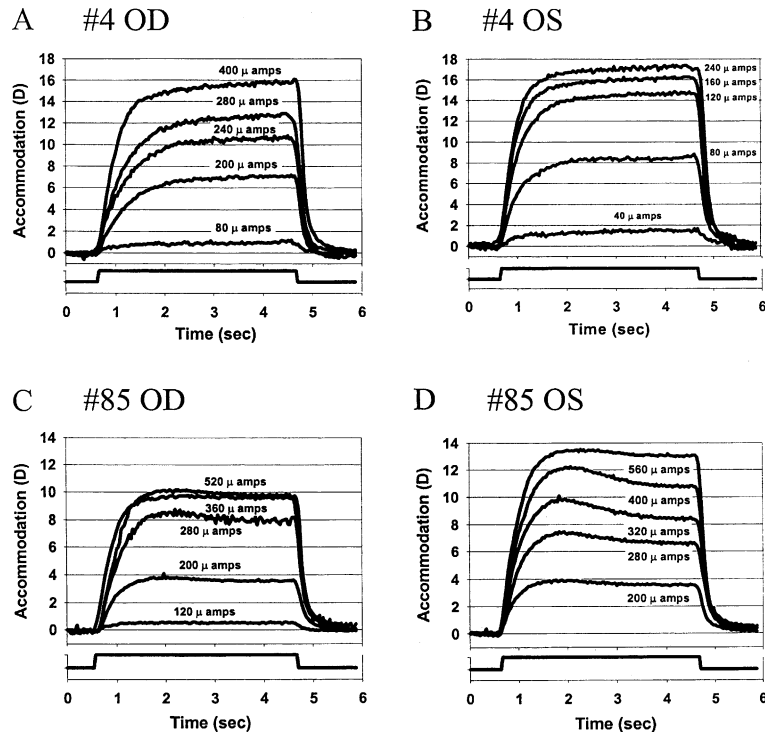 A #4 OD
Accommodation (D)
18
16
14
12
10
8
6
4
2
0
400 μ amps
280 μ amps
240 μ amps
200 μ amps
80 μ amps
0 1 2 3 4 5 6
Time (sec)
B #4 OS
Accommodation (D)
18
16
14
12
10
8
6
4
2
0
240 μ amps
160 μ amps
120 μ amps
80 μ amps
40 μ amps
0 1 2 3 4 5 6
Time (sec)
C #85 OD
Accommodation (D)
14
12
10
8
6
4
2
0
520 μ amps
360 μ amps
280 μ amps
200 μ amps
120 μ amps
0 1 2 3 4 5 6
Time (sec)
D #85 OS
Accommodation (D)
14
12
10
8
6
4
2
0
560 μ amps
400 μ amps
320 μ amps
280 μ amps
200 μ amps
0 1 2 3 4 5 6
Time (sec)